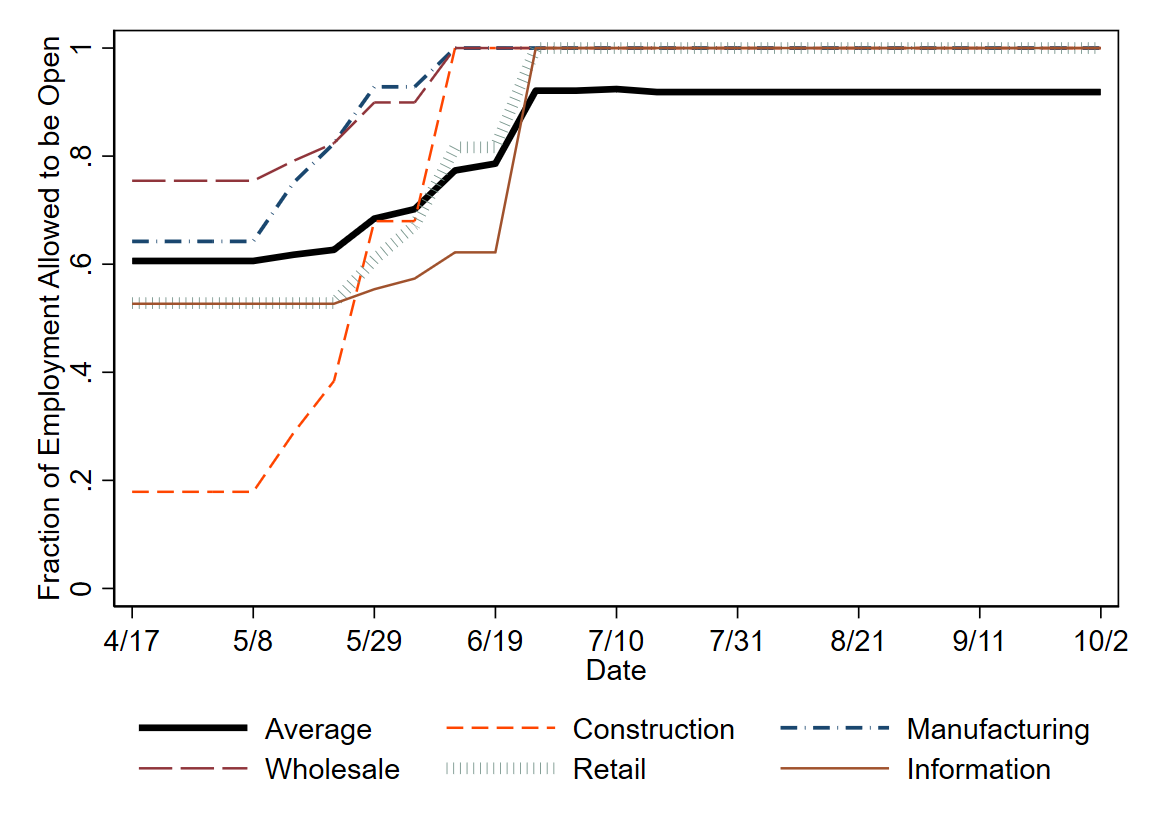 Fraction of Employment Allowed to be Open
1
.8
.6
.4
.2
0
4/17 5/8 5/29 6/19 7/10 7/31 8/21 9/11 10/2
Date
Average Construction Manufacturing
Wholesale Retail Information